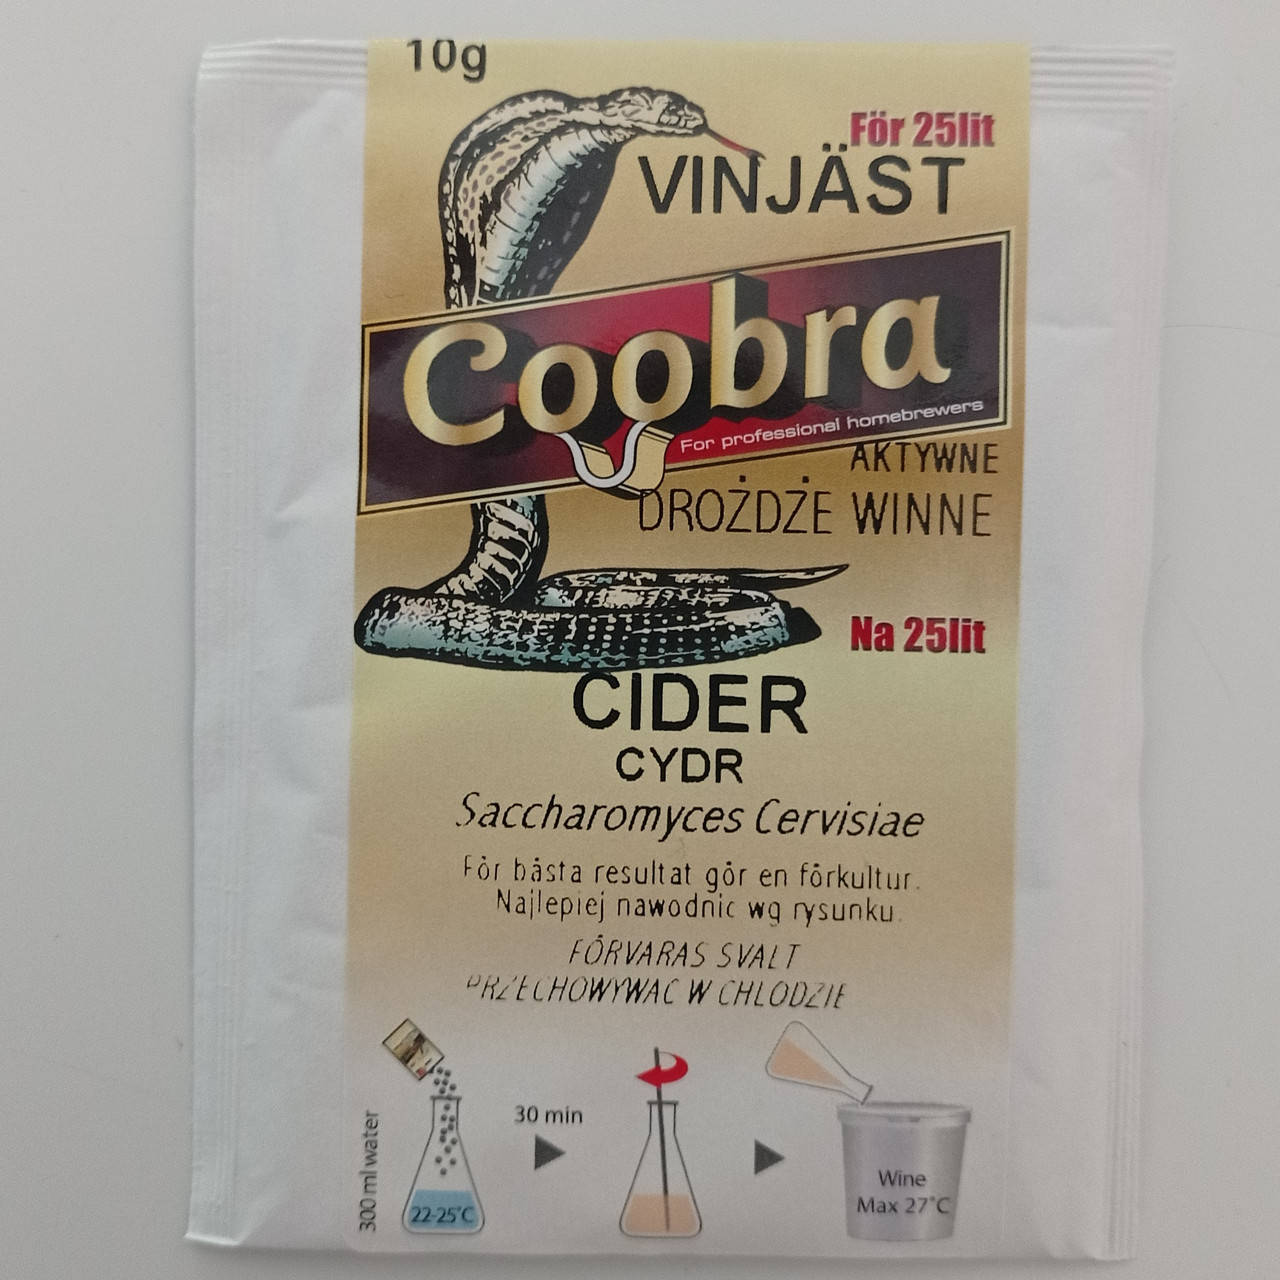 10g
För 25lit
VINJÄST
Coobra
For professional homebrewers
AKTYWNE
DROŻDŻE WINNE
Na 25lit
CIDER
CYDR
Saccharomyces Cervisiae
För bästa resultat gör en förkultur.
Najlepiej nawodnic wg rysunku.
FÖRVARAS SVALT
PRZECHOWYWAC W CHLODZIE
300 ml water
22-25°C
30 min
Wine
Max 27°C